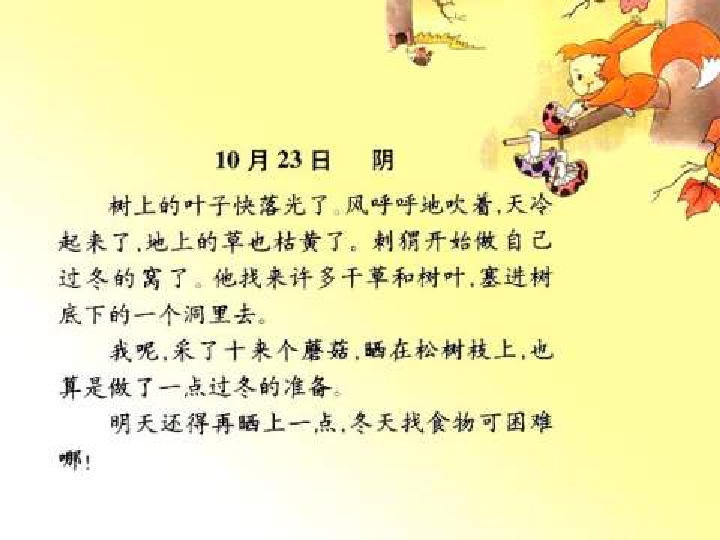 10月23日 阴
树上的叶子快落光了。风呼呼地吹着,天冷
起来了,地上的草也枯黄了。刺猬开始做自己
过冬的窝了。他找来许多干草和树叶,塞进树
底下的一个洞里去。
我呢,采了十来个蘑菇,晒在松树枝上,也
算是做了一点过冬的准备。
明天还得再晒上一点,冬天找食物可困难
哪!